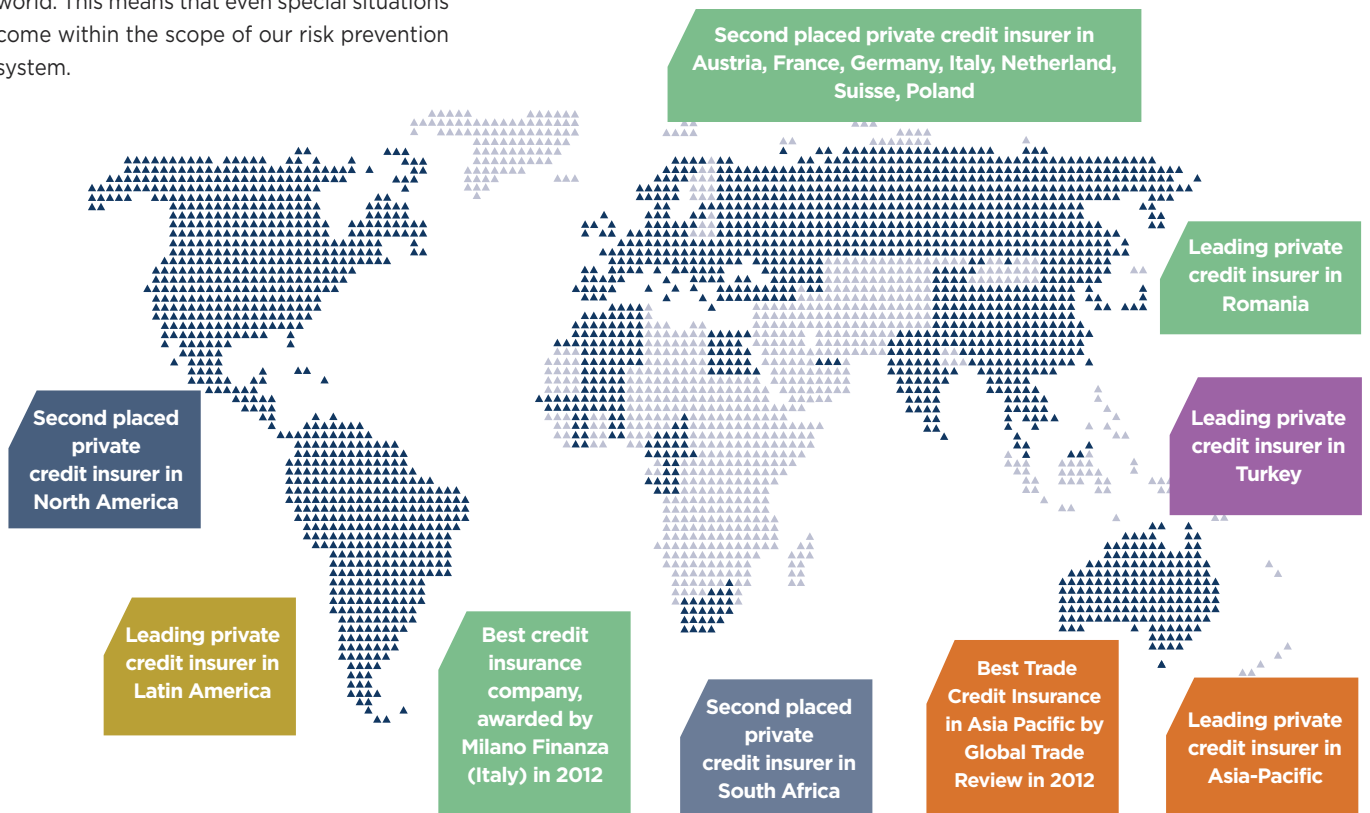 world. This means that even special situations
come within the scope of our risk prevention
system.
Second placed private credit insurer in
Austria, France, Germany, Italy, Netherland,
Suisse, Poland
Leading private
credit insurer in
Romania
Second placed
private
credit insurer in
North America
Leading private
credit insurer in
Turkey
Leading private
credit insurer in
Latin America
Best credit
insurance
company,
awarded by
Milano Finanza
(Italy) in 2012
Second placed
private
credit insurer in
South Africa
Best Trade
Credit Insurance
in Asia Pacific by
Global Trade
Review in 2012
Leading private
credit insurer in
Asia-Pacific